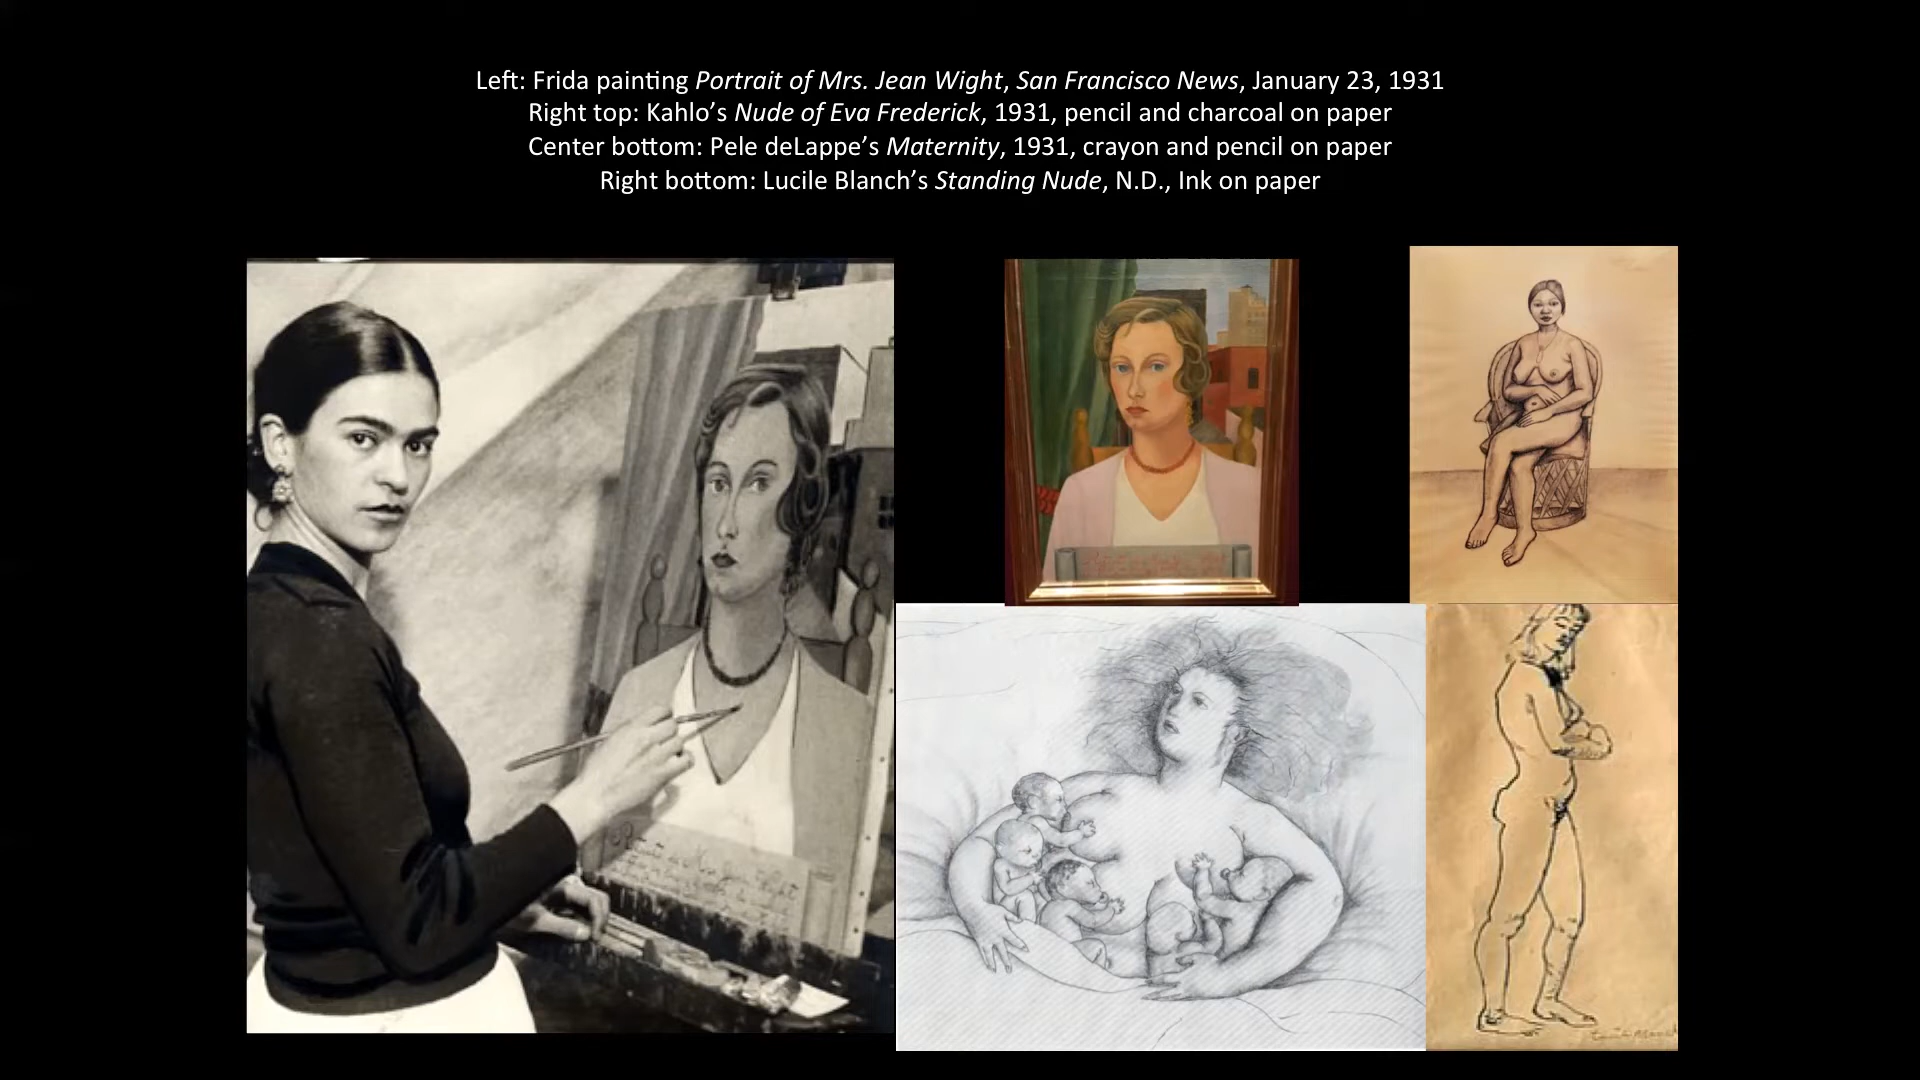 Left: Frida painting Portrait of Mrs. Jean Wight, San Francisco News, January 23, 1931
Right top: Kahlo’s Nude of Eva Frederick, 1931, pencil and charcoal on paper
Center bottom: Pele deLappe’s Maternity, 1931, crayon and pencil on paper
Right bottom: Lucile Blanch’s Standing Nude, N.D., Ink on paper